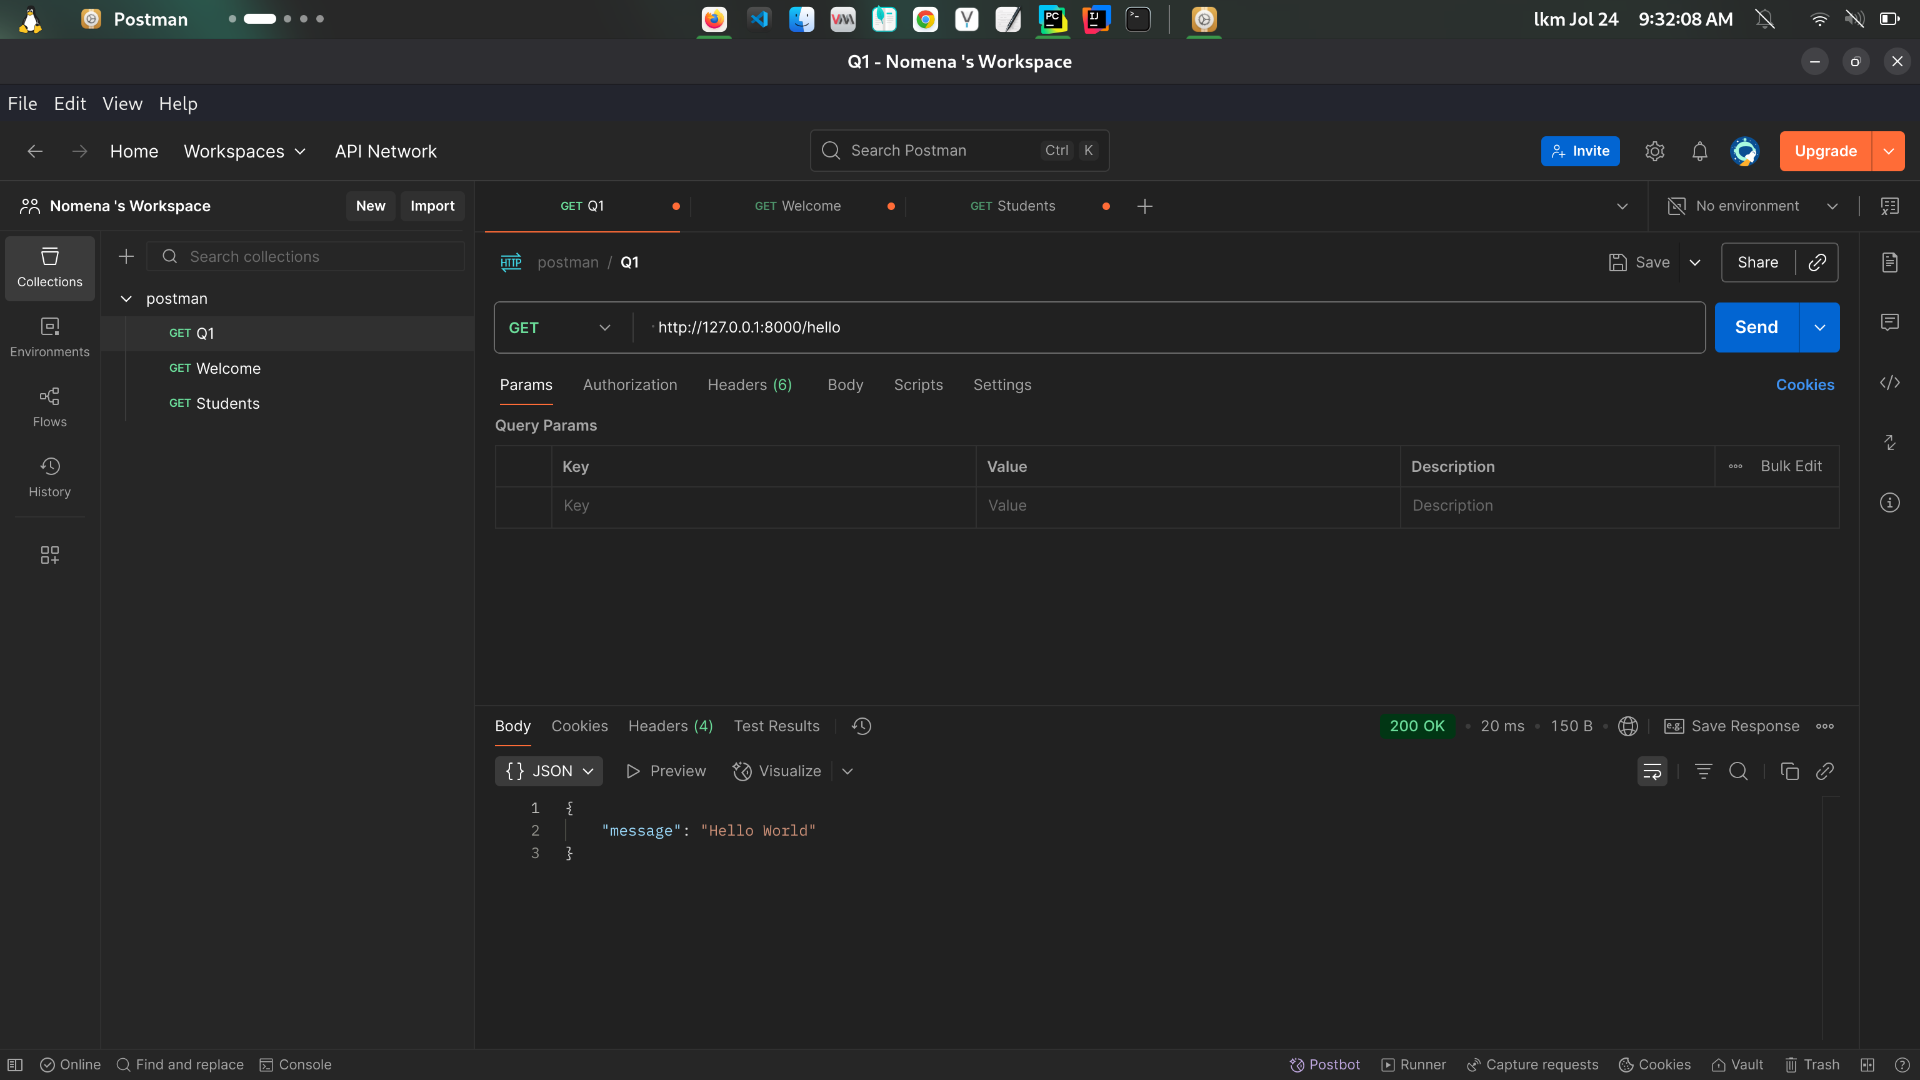 Postman
PC
IJ
lkm Jol 24 9:32:08 AM
Q1 - Nomena 's Workspace
File Edit View Help
Home Workspaces API Network
Search Postman Ctrl K
Invite
Upgrade
Nomena 's Workspace New Import
GET Q1
GET Welcome
GET Students
No environment
Collections
Search collections
postman
GET Q1
GET Welcome
GET Students
Environments
Flows
History
HTTP postman / Q1
Save Share
GET http://127.0.0.1:8000/hello Send
Params Authorization Headers (6) Body Scripts Settings Cookies
Query Params
Key Value Description Bulk Edit
Key Value Description
Body Cookies Headers (4) Test Results
200 OK • 20 ms • 150 B • e.g. Save Response
{} JSON Preview Visualize
1 {
2 "message": "Hello World"
3 }
Online Find and replace Console
Postbot Runner Capture requests Cookies Vault Trash